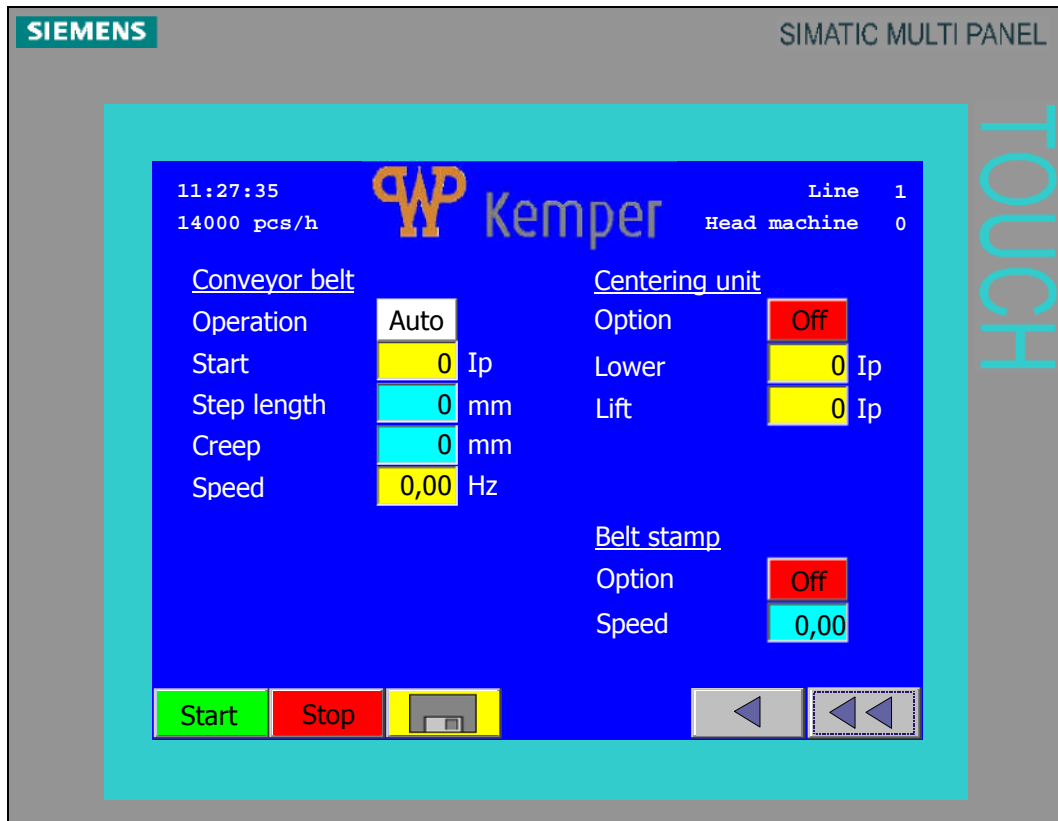 SIEMENS
SIMATIC MULTI PANEL
TOUCH
11:27:35
14000 pcs/h
WP Kemper
Line 1
Head machine 0
Conveyor belt
Operation Auto
Start 0 Ip
Step length 0 mm
Creep 0 mm
Speed 0,00 Hz
Centering unit
Option Off
Lower 0 Ip
Lift 0 Ip
Belt stamp
Option Off
Speed 0,00
Start Stop